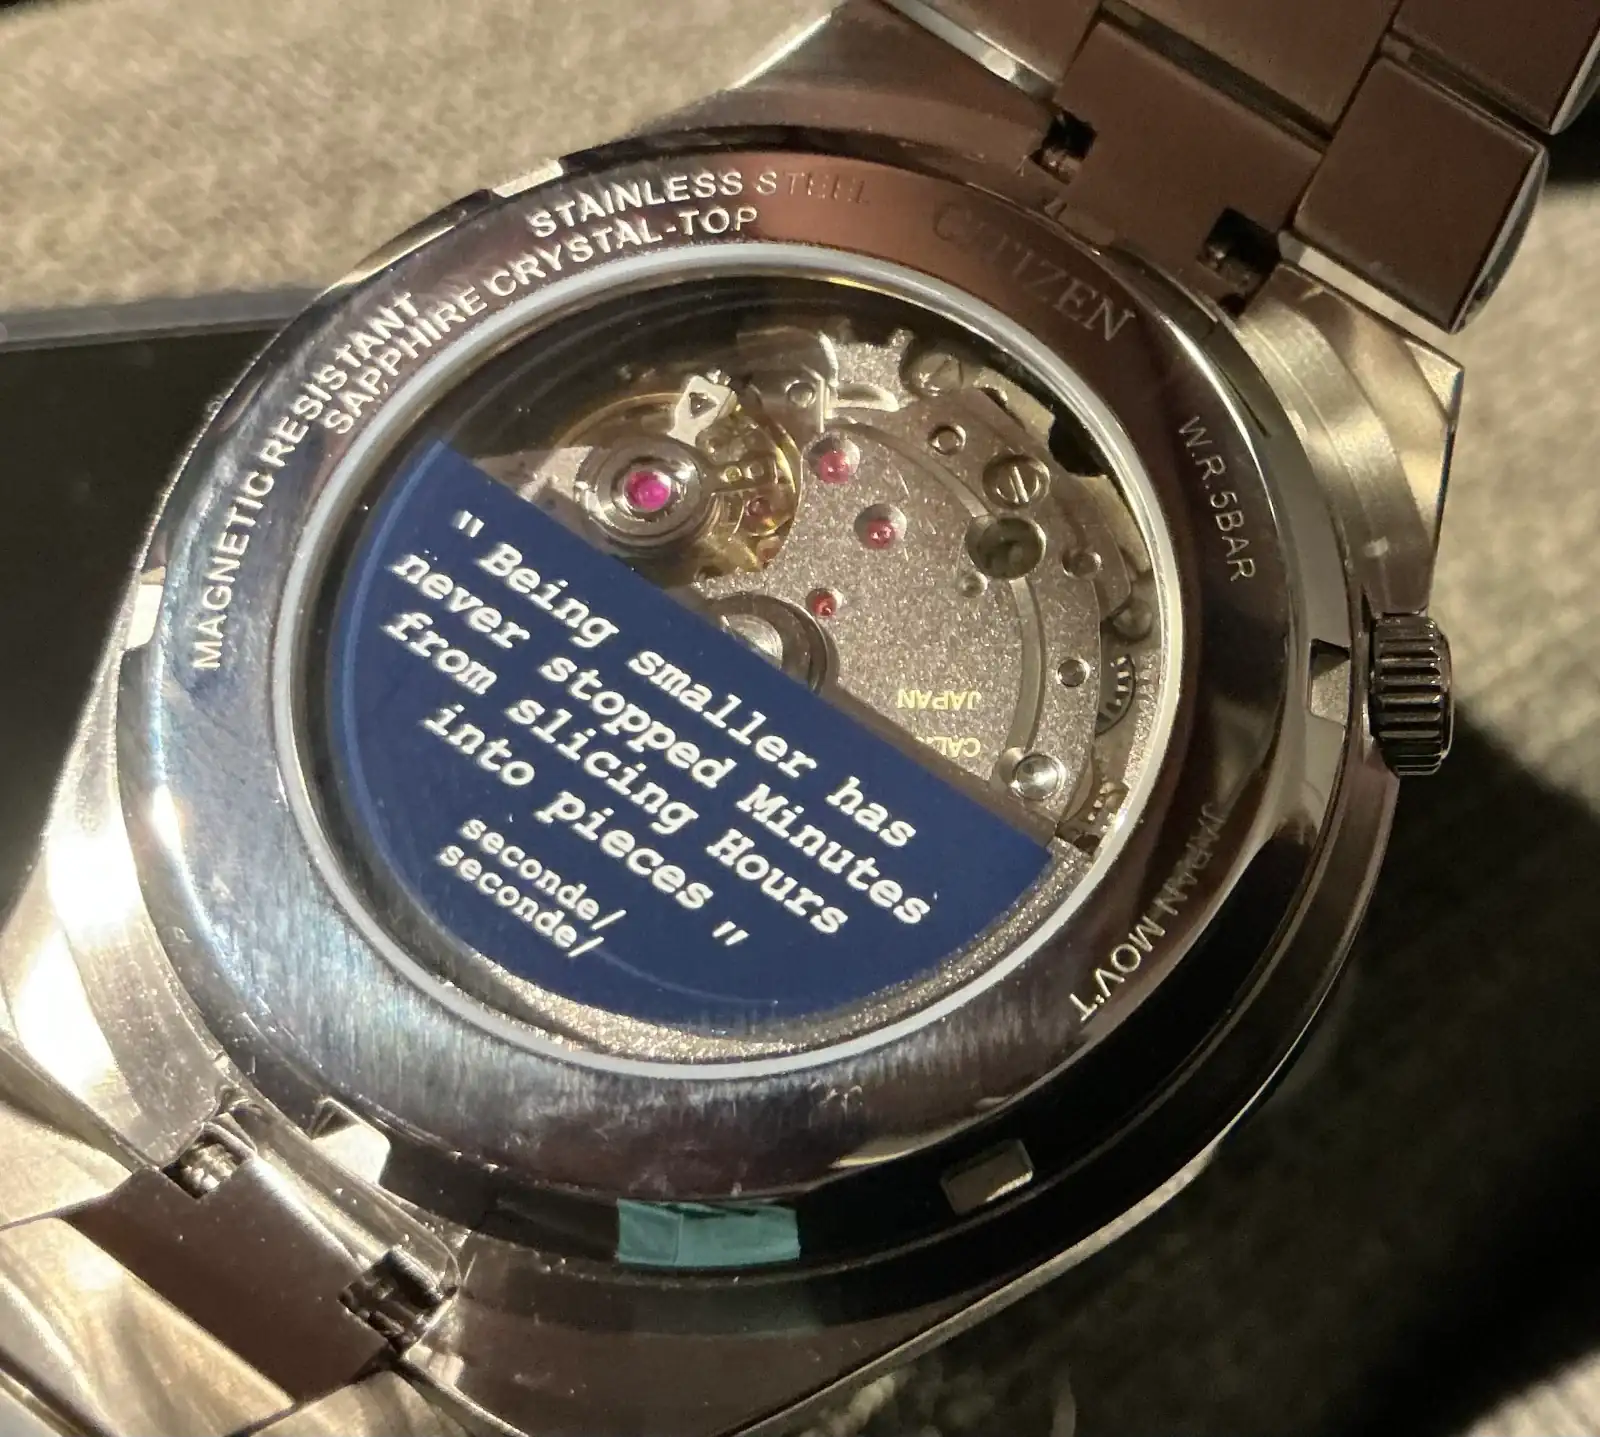 MAGNETIC RESISTANT
STAINLESS STEEL
SAPPHIRE CRYSTAL-TOP
CITIZEN
W.R.5BAR
JAPAN MOV'T
JAPAN
"Being smaller has
never stopped Minutes
from slicing Hours
into pieces"
seconde/
seconde/